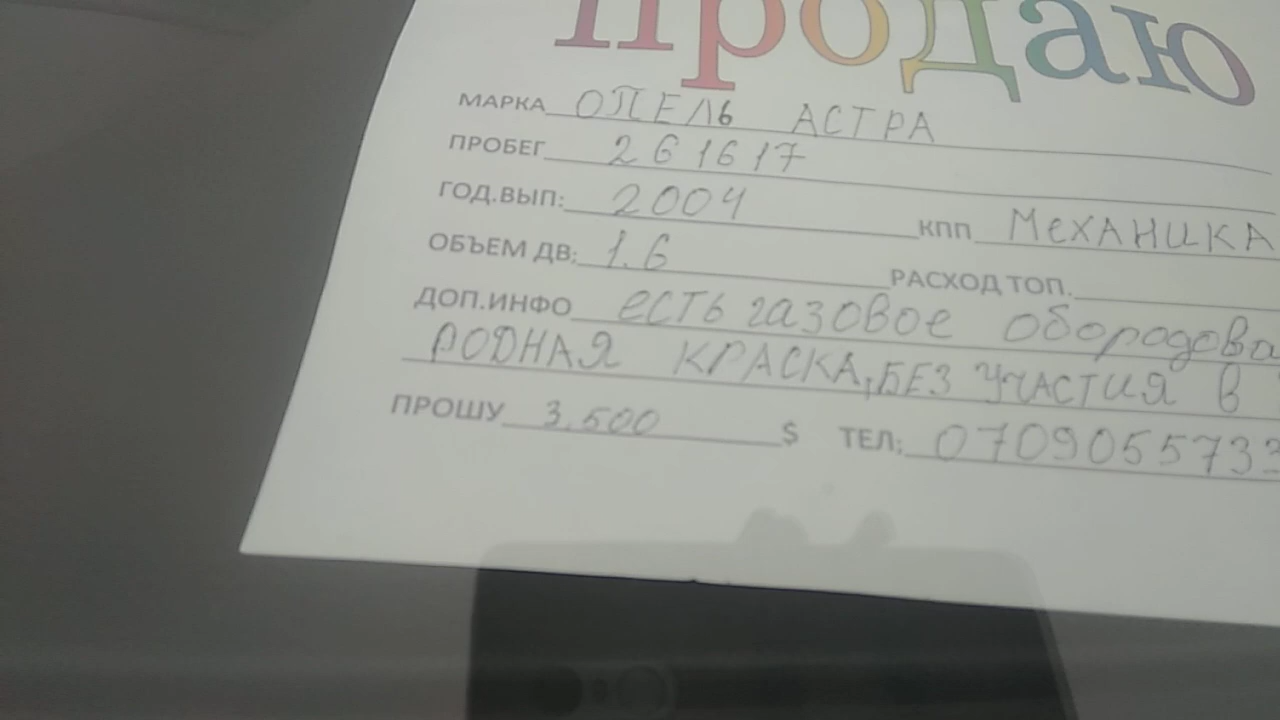 продаю
МАРКА ОПЕЛЬ АСТРА
ПРОБЕГ 261617
ГОД.ВЫП: 2004 КПП МЕХАНИКА
ОБЪЕМ ДВ: 1.6 РАСХОД ТОП.
ДОП.ИНФО есть газовое оборудова
РОДНАЯ КРАСКА, БЕЗ УЧАСТИЯ В
ПРОШУ 3.500 $ ТЕЛ: 070905573